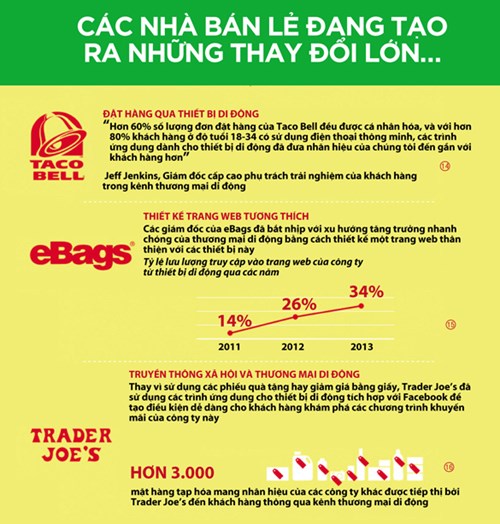 CÁC NHÀ BÁN LẺ ĐANG TẠO
RA NHỮNG THAY ĐỔI LỚN...
TACO
BELL
ĐẶT HÀNG QUA THIẾT BỊ DI ĐỘNG
“Hơn 60% số lượng đơn đặt hàng của Taco Bell đều được cá nhân hóa, và với hơn
80% khách hàng ở độ tuổi 18-34 có sử dụng điện thoại thông minh, các trình
ứng dụng dành cho thiết bị di động đã đưa nhãn hiệu của chúng tôi đến gần với
khách hàng hơn”
14
Jeff Jenkins, Giám đốc cấp cao phụ trách trải nghiệm của khách hàng
trong kênh thương mại di động
eBags®
THIẾT KẾ TRANG WEB TƯƠNG THÍCH
Các giám đốc của eBags đã bắt nhịp với xu hướng tăng trưởng nhanh
chóng của thương mại di động bằng cách thiết kế một trang web thân
thiện với các thiết bị này
Tỷ lệ lưu lượng truy cập vào trang web của công ty
từ thiết bị di động qua các năm
14%
26%
34%
2011
2012
2013
15
TRUYỀN THÔNG XÃ HỘI VÀ THƯƠNG MẠI DI ĐỘNG
Thay vì sử dụng các phiếu quà tặng hay giảm giá bằng giấy, Trader Joe's đã
sử dụng các trình ứng dụng cho thiết bị di động tích hợp với Facebook để
tạo điều kiện dễ dàng cho khách hàng khám phá các chương trình khuyến
mãi của công ty này
TRADER
JOE'S
HƠN 3.000
16
mặt hàng tạp hóa mang nhãn hiệu của các công ty khác được tiếp thị bởi
Trader Joe's đến khách hàng thông qua kênh thương mại di động